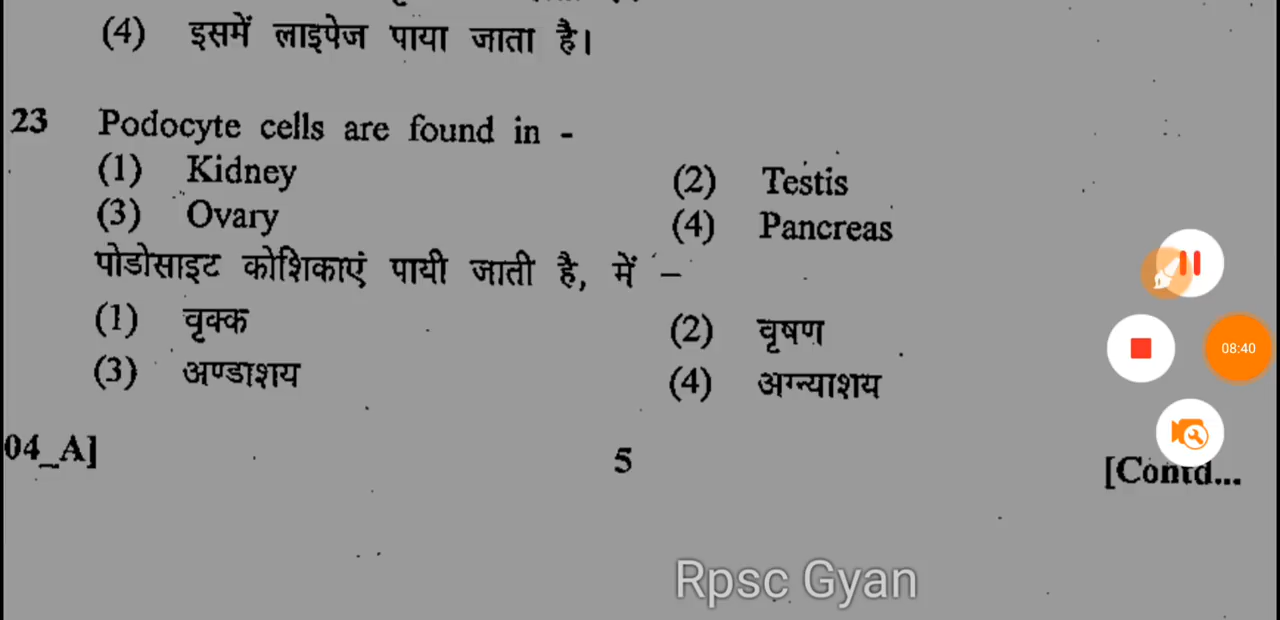 (4) इसमें लाइपेज पाया जाता है।
23 Podocyte cells are found in -
(1) Kidney (2) Testis
(3) Ovary (4) Pancreas
पोडोसाइट कोशिकाएं पायी जाती है, में –
(1) वृक्क (2) वृषण
(3) अण्डाशय (4) अग्न्याशय
08:40
04_A] 5 [Contd...
Rpsc Gyan